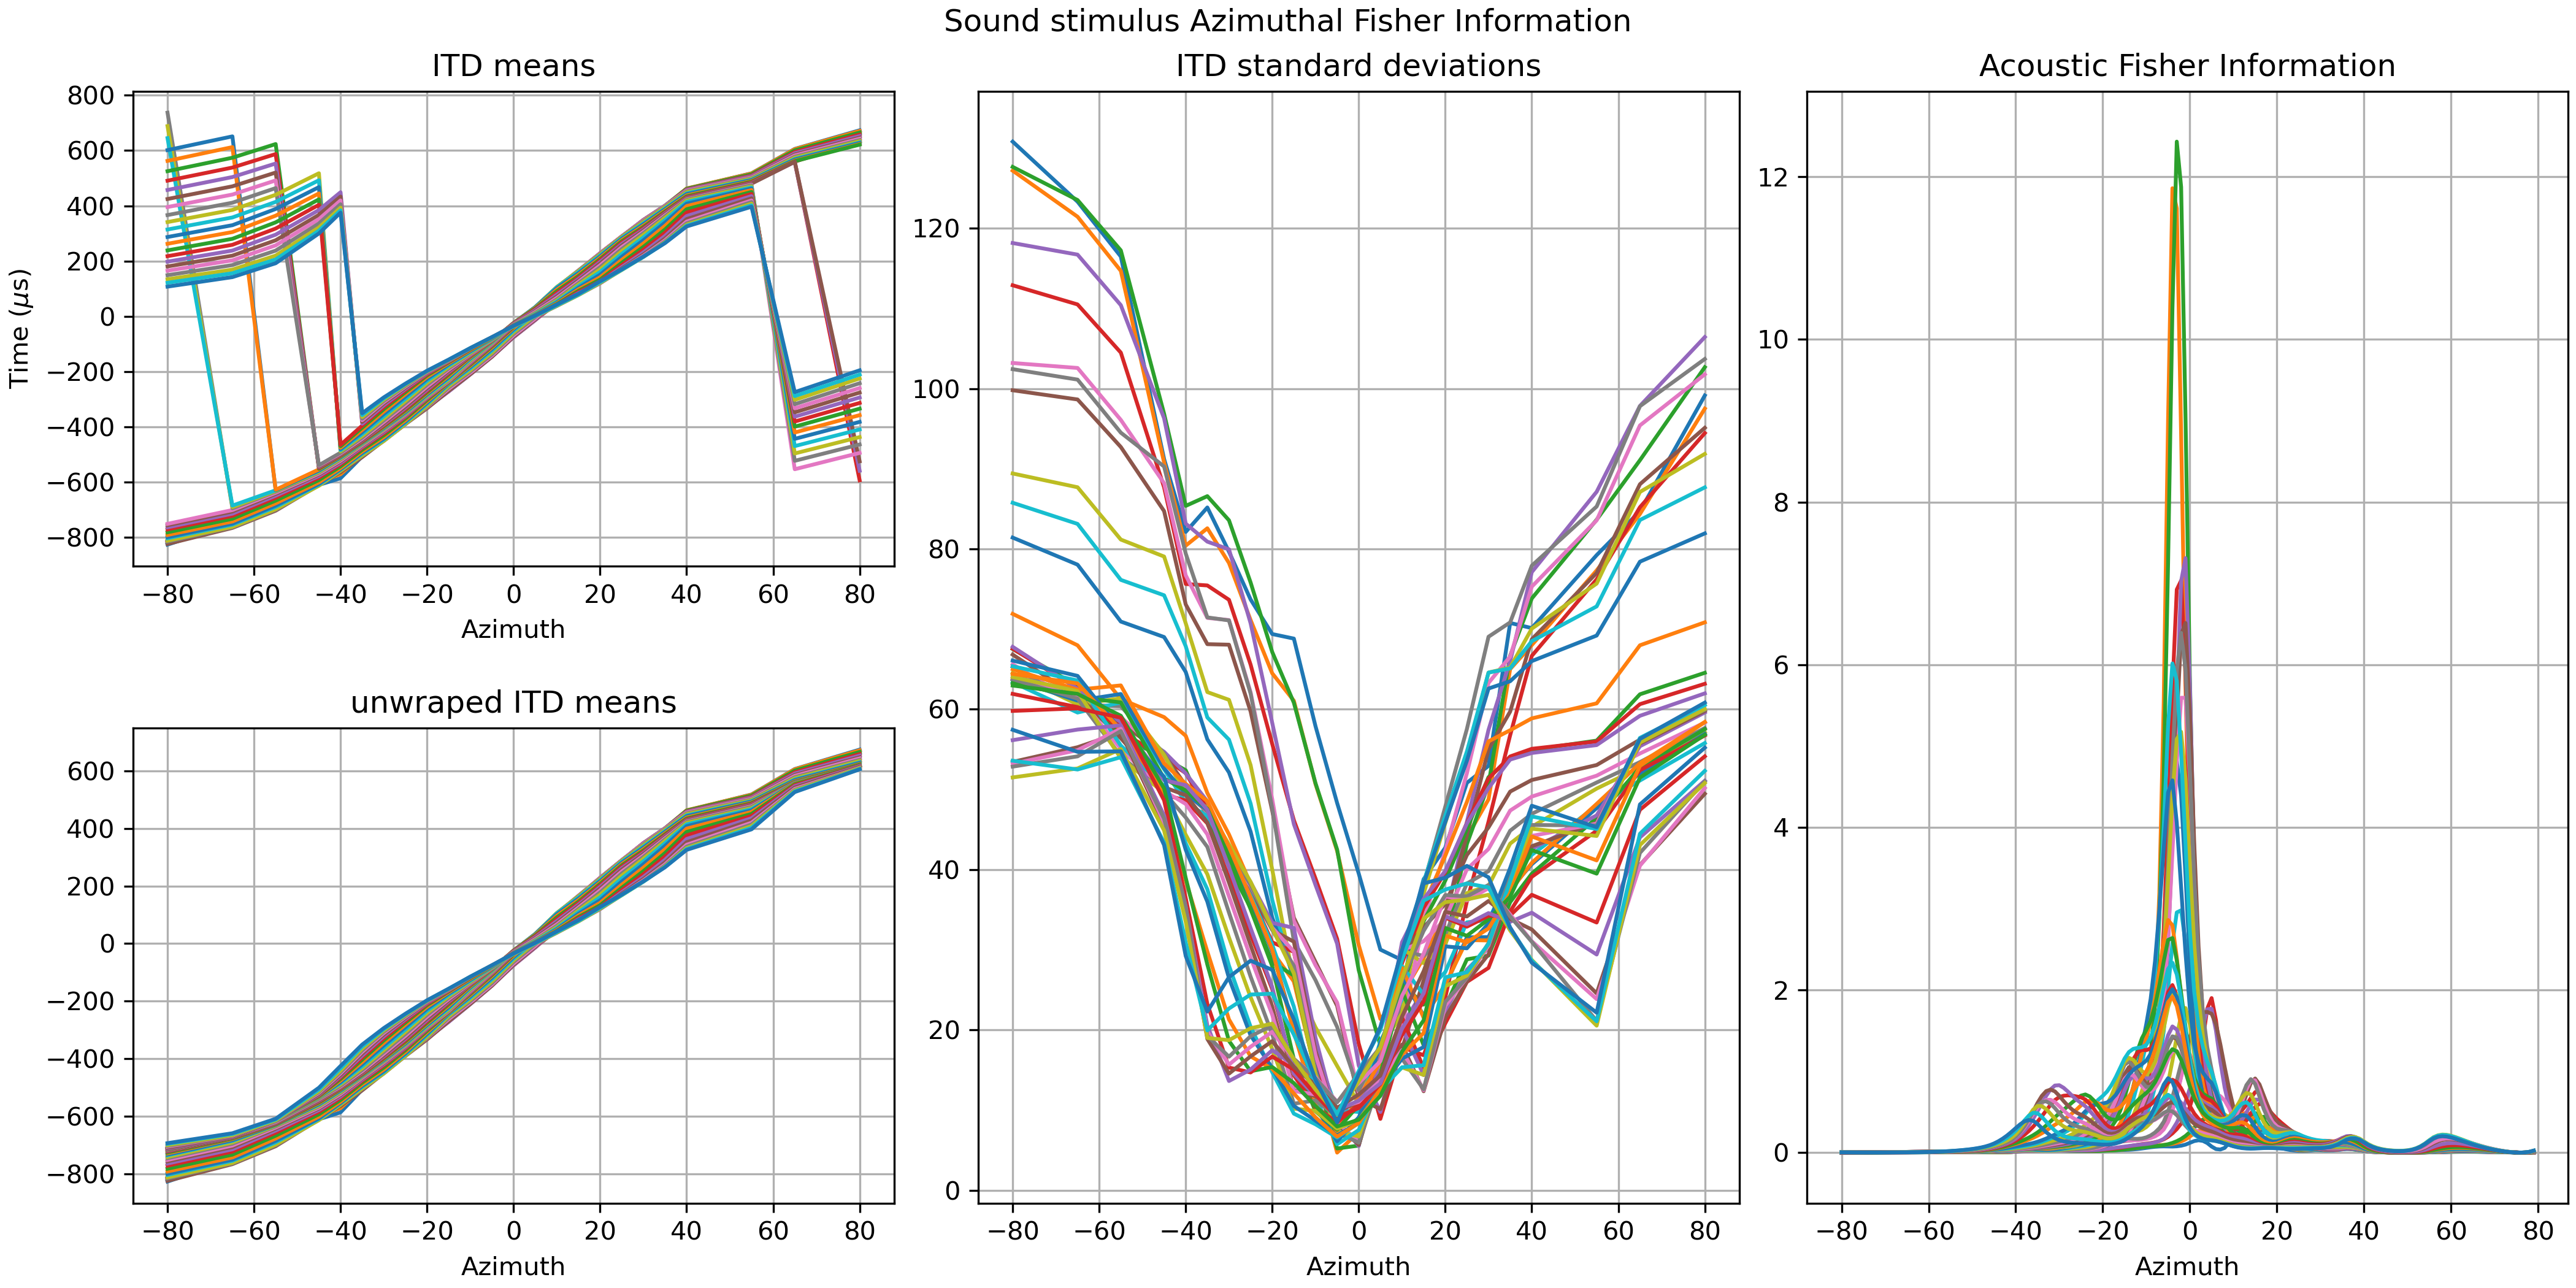 Sound stimulus Azimuthal Fisher Information
ITD means
800
600
400
200
0
−200
−400
−600
−800
Time (μs)
−80 −60 −40 −20 0 20 40 60 80
Azimuth
unwraped ITD means
600
400
200
0
−200
−400
−600
−800
−80 −60 −40 −20 0 20 40 60 80
Azimuth
ITD standard deviations
120
100
80
60
40
20
0
−80 −60 −40 −20 0 20 40 60 80
Azimuth
Acoustic Fisher Information
12
10
8
6
4
2
0
−80 −60 −40 −20 0 20 40 60 80
Azimuth